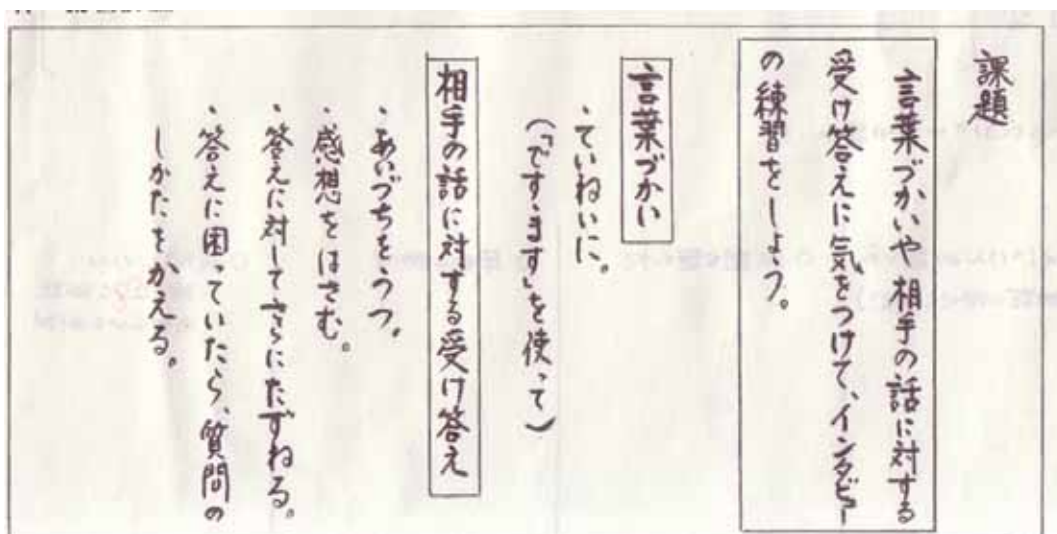 課題
言葉づかいや相手の話に対する
受け答えに気をつけて、インタビュー
の練習をしょう。
言葉づかい
・ていねいに。
(「です・ます」を使って)
相手の話に対する受け答え
・あいづちをうつ。
・感想をはさむ。
・答えに対してさらにたずねる。
・答えに困っていたら、質問の
しかたをかえる。